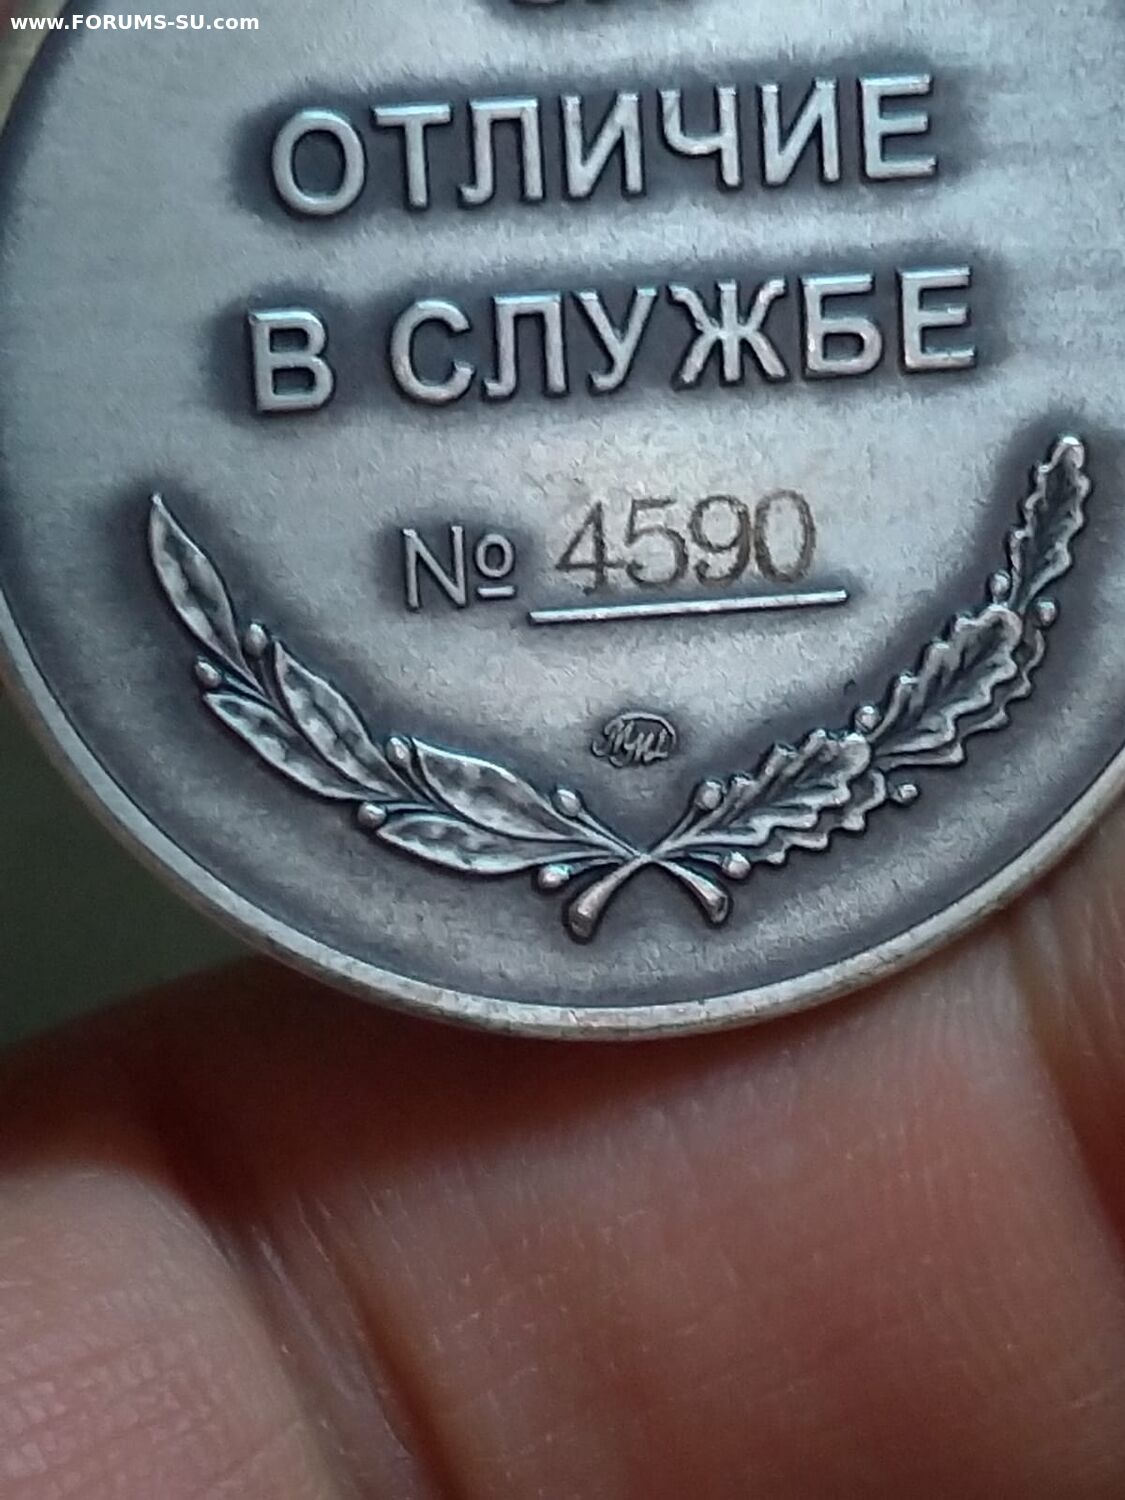 www.FORUMS-SU.com
ОТЛИЧИЕ
В СЛУЖБЕ
№ 4590
ММД